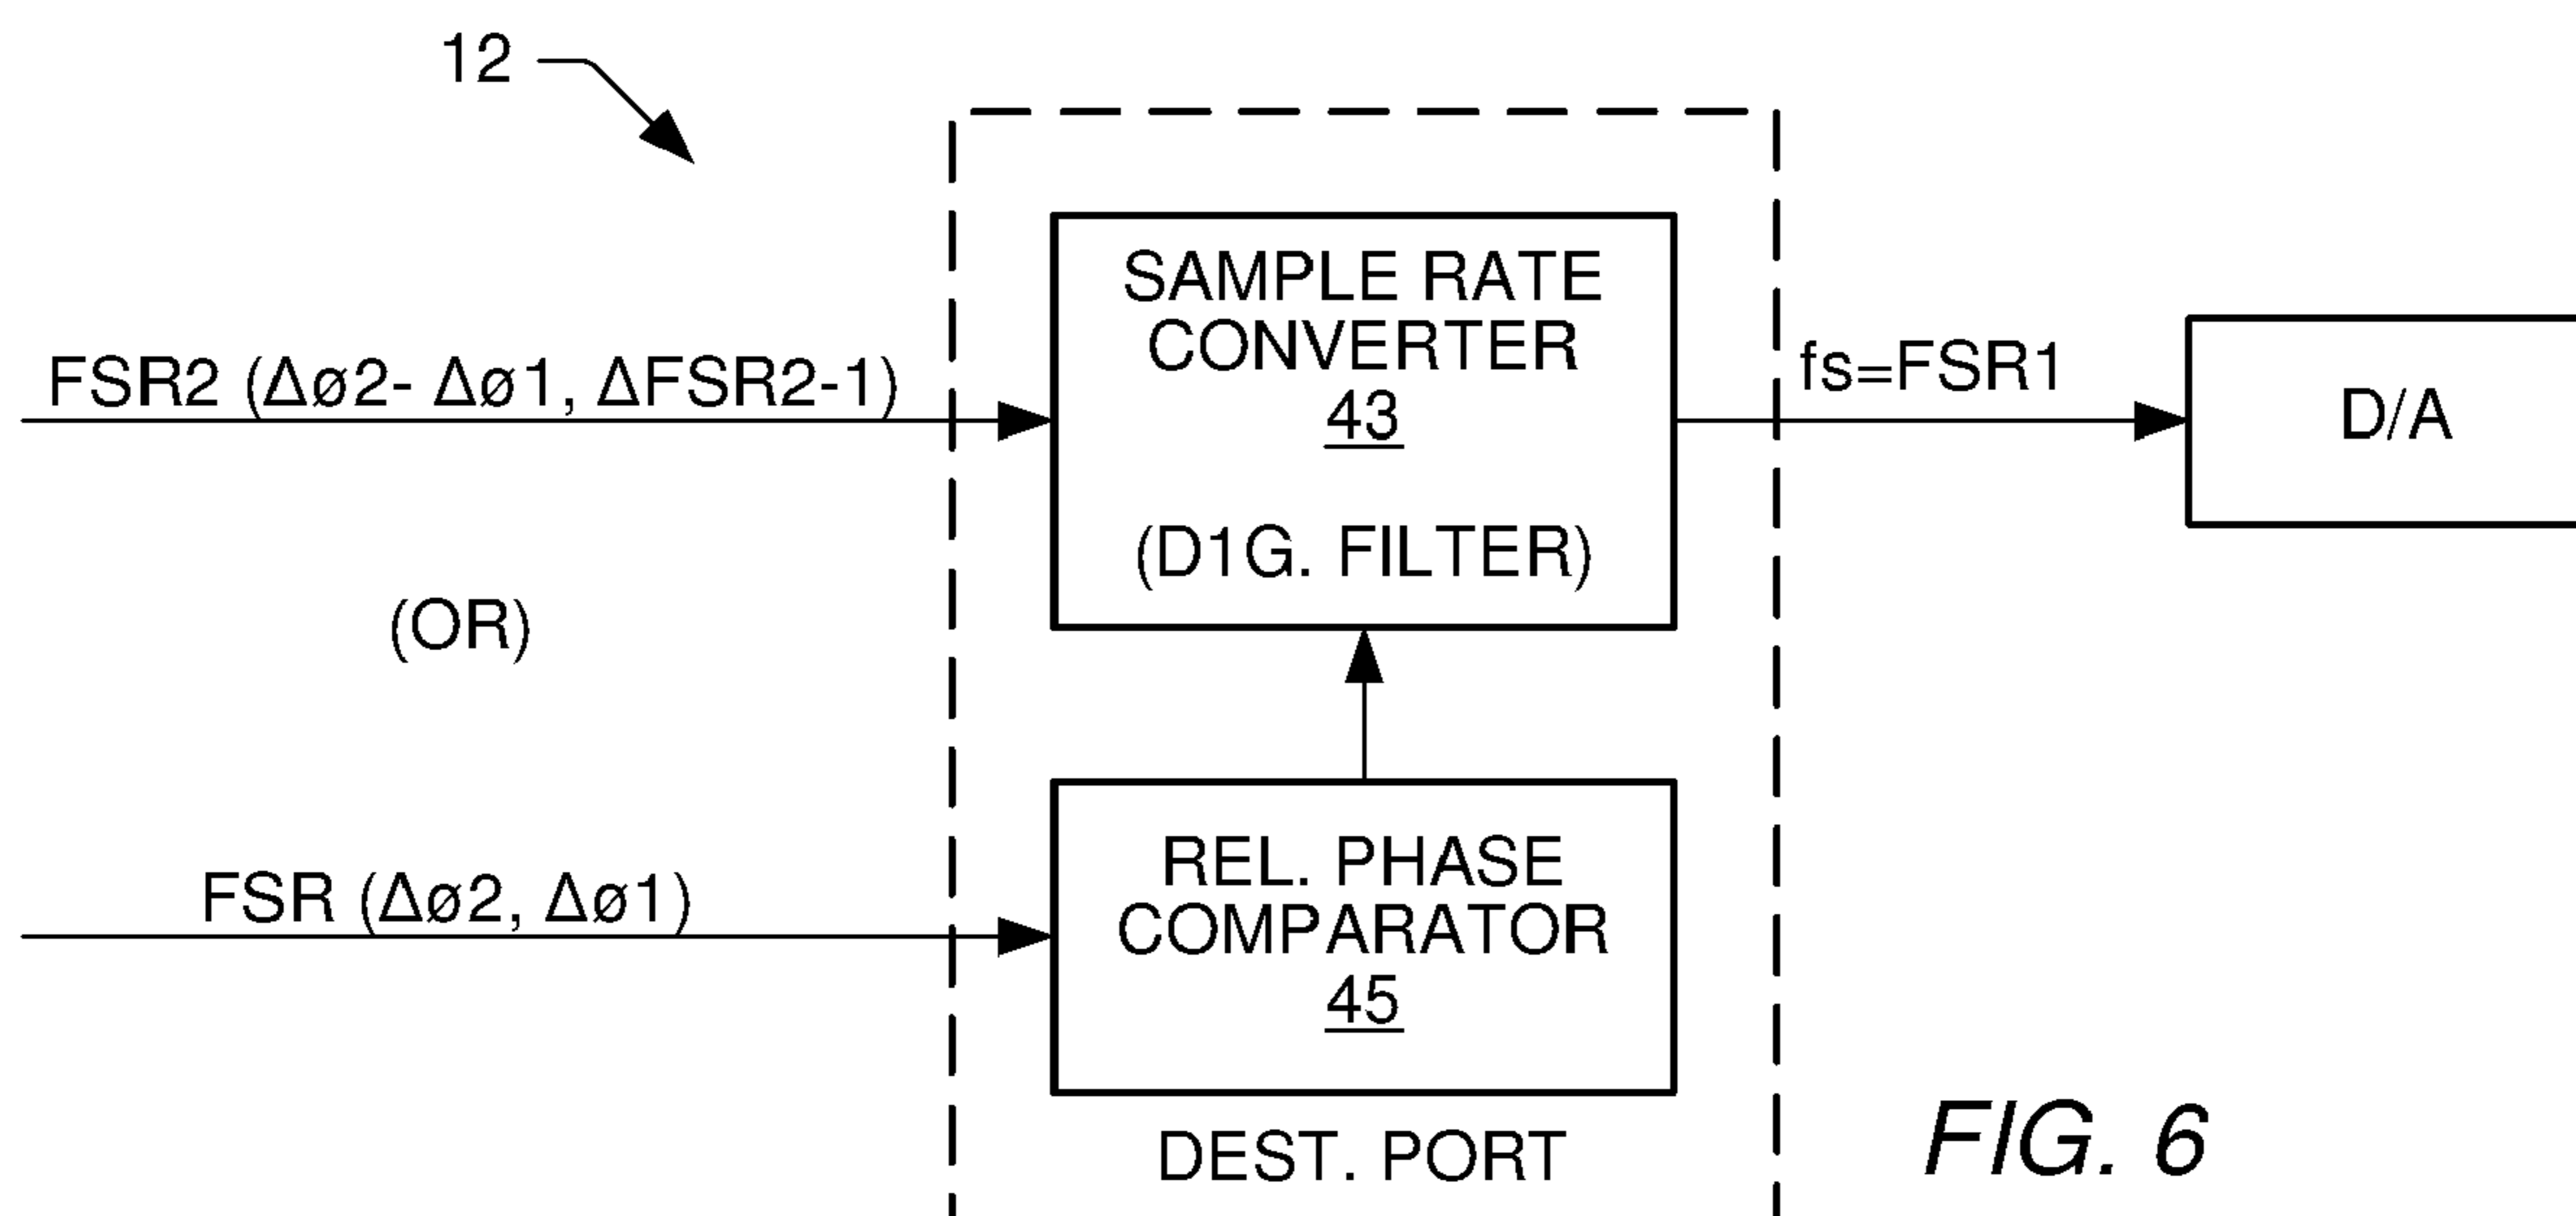 12
SAMPLE RATE
CONVERTER
43
(D1G. FILTER)
FSR2 (Δø2- Δø1, ΔFSR2-1)
fs=FSR1
D/A
(OR)
FSR (Δø2, Δø1)
REL. PHASE
COMPARATOR
45
DEST. PORT
FIG. 6